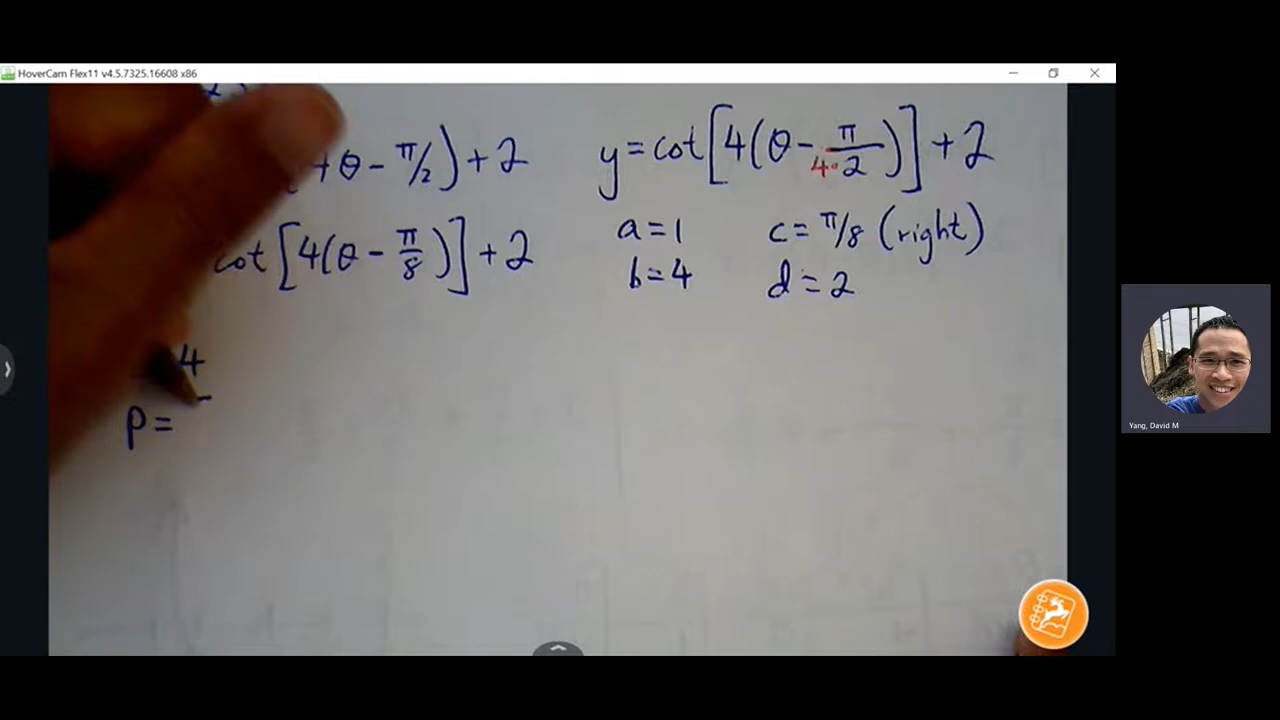 HoverCam Flex11 v4.5.7325.16608 x86
θ - π/2) + 2
y = cot[4(θ - π/4·2)] + 2
cot[4(θ - π/8)] + 2
a = 1
c = π/8 (right)
b = 4
d = 2
4
P =
Yang, David M